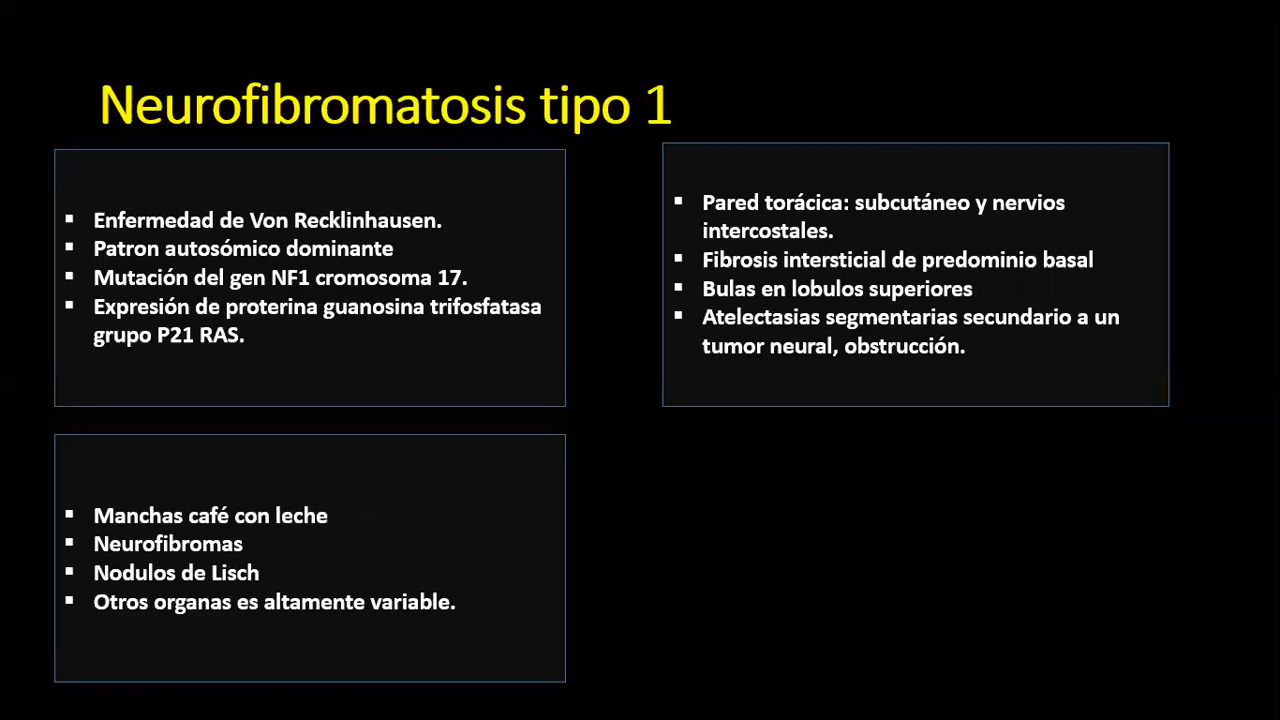 Neurofibromatosis tipo 1
▪ Enfermedad de Von Recklinhausen.
▪ Patron autosómico dominante
▪ Mutación del gen NF1 cromosoma 17.
▪ Expresión de proterina guanosina trifosfatasa
grupo P21 RAS.
▪ Manchas café con leche
▪ Neurofibromas
▪ Nodulos de Lisch
▪ Otros organas es altamente variable.
▪ Pared torácica: subcutáneo y nervios
intercostales.
▪ Fibrosis intersticial de predominio basal
▪ Bulas en lobulos superiores
▪ Atelectasias segmentarias secundario a un
tumor neural, obstrucción.